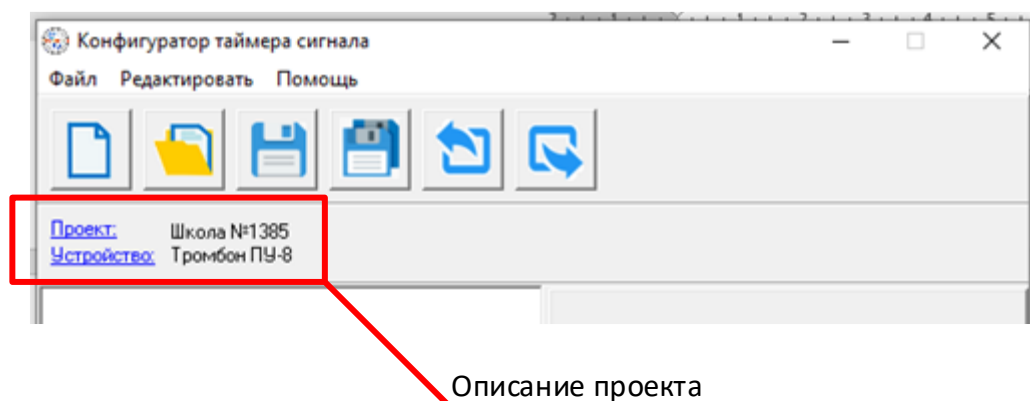 Конфигуратор таймера сигнала
Файл Редактировать Помощь
Проект: Школа №1385
Устройство: Тромбон ПУ-8
Описание проекта